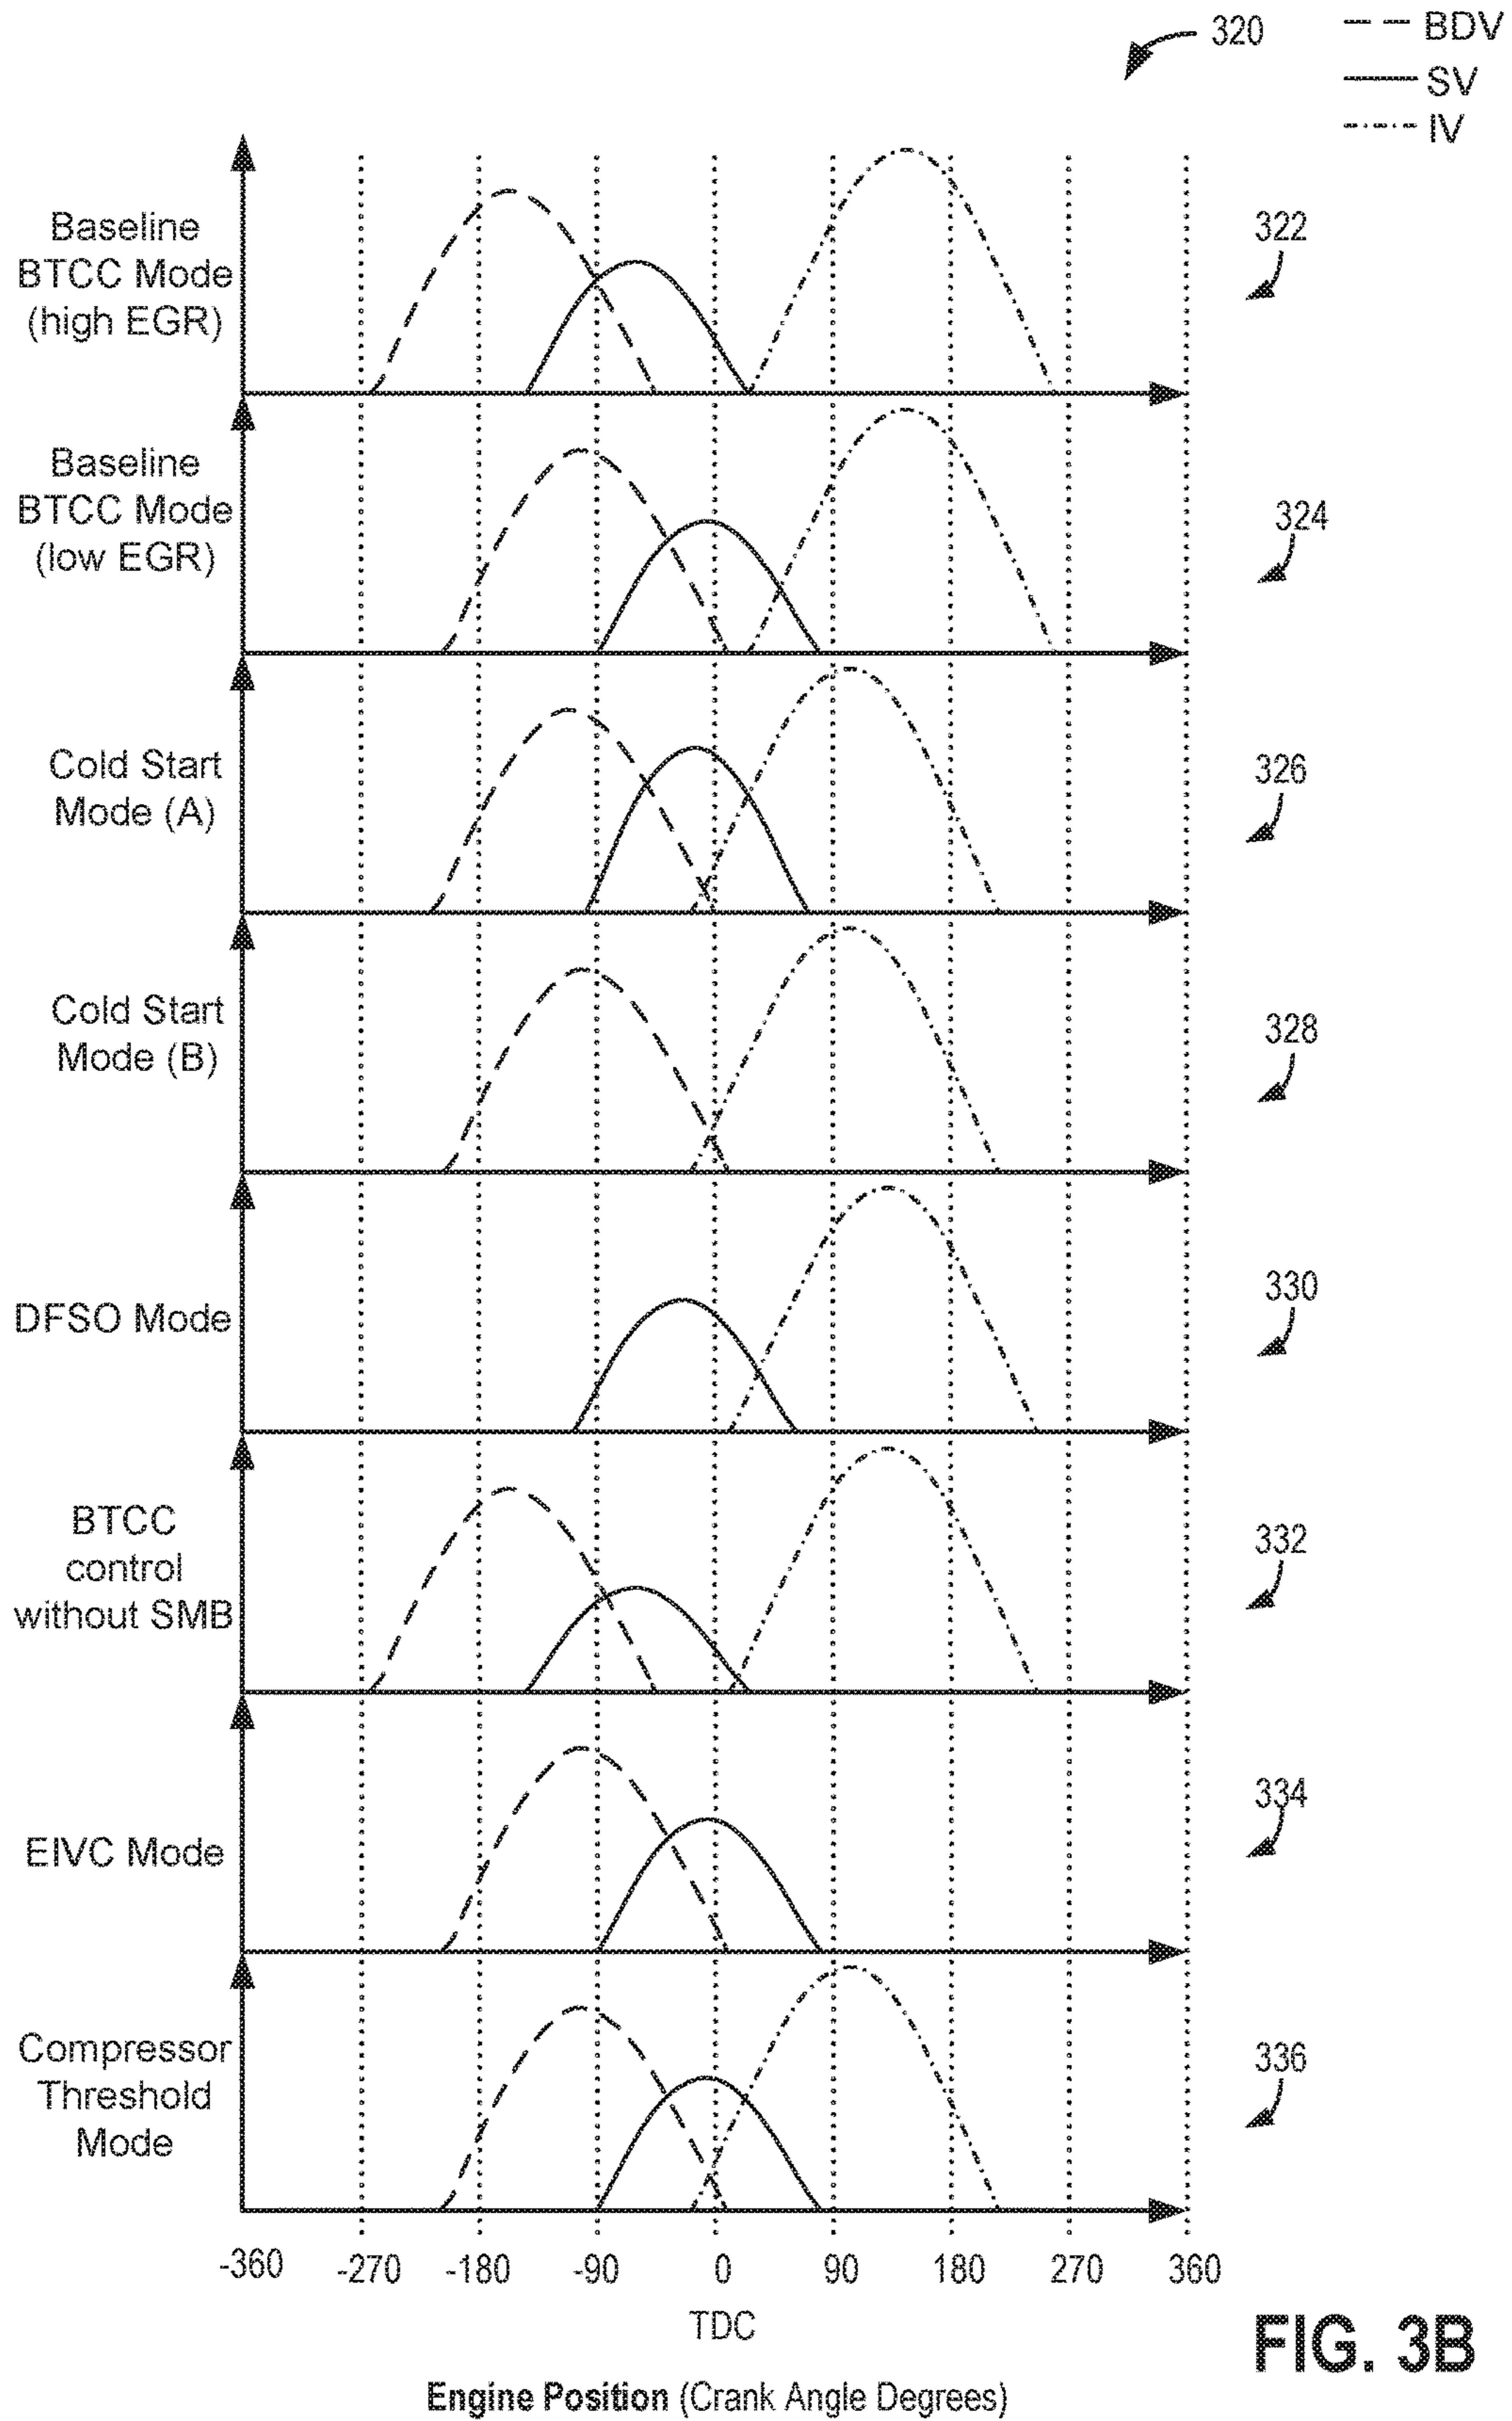 320
BDV
SV
IV
Baseline
BTCC Mode
(high EGR)
322
Baseline
BTCC Mode
(low EGR)
324
Cold Start
Mode (A)
326
Cold Start
Mode (B)
328
DFSO Mode
330
BTCC
control
without SMB
332
EIVC Mode
334
Compressor
Threshold
Mode
336
-360 -270 -180 -90 0 90 180 270 360
TDC
Engine Position (Crank Angle Degrees)
FIG. 3B